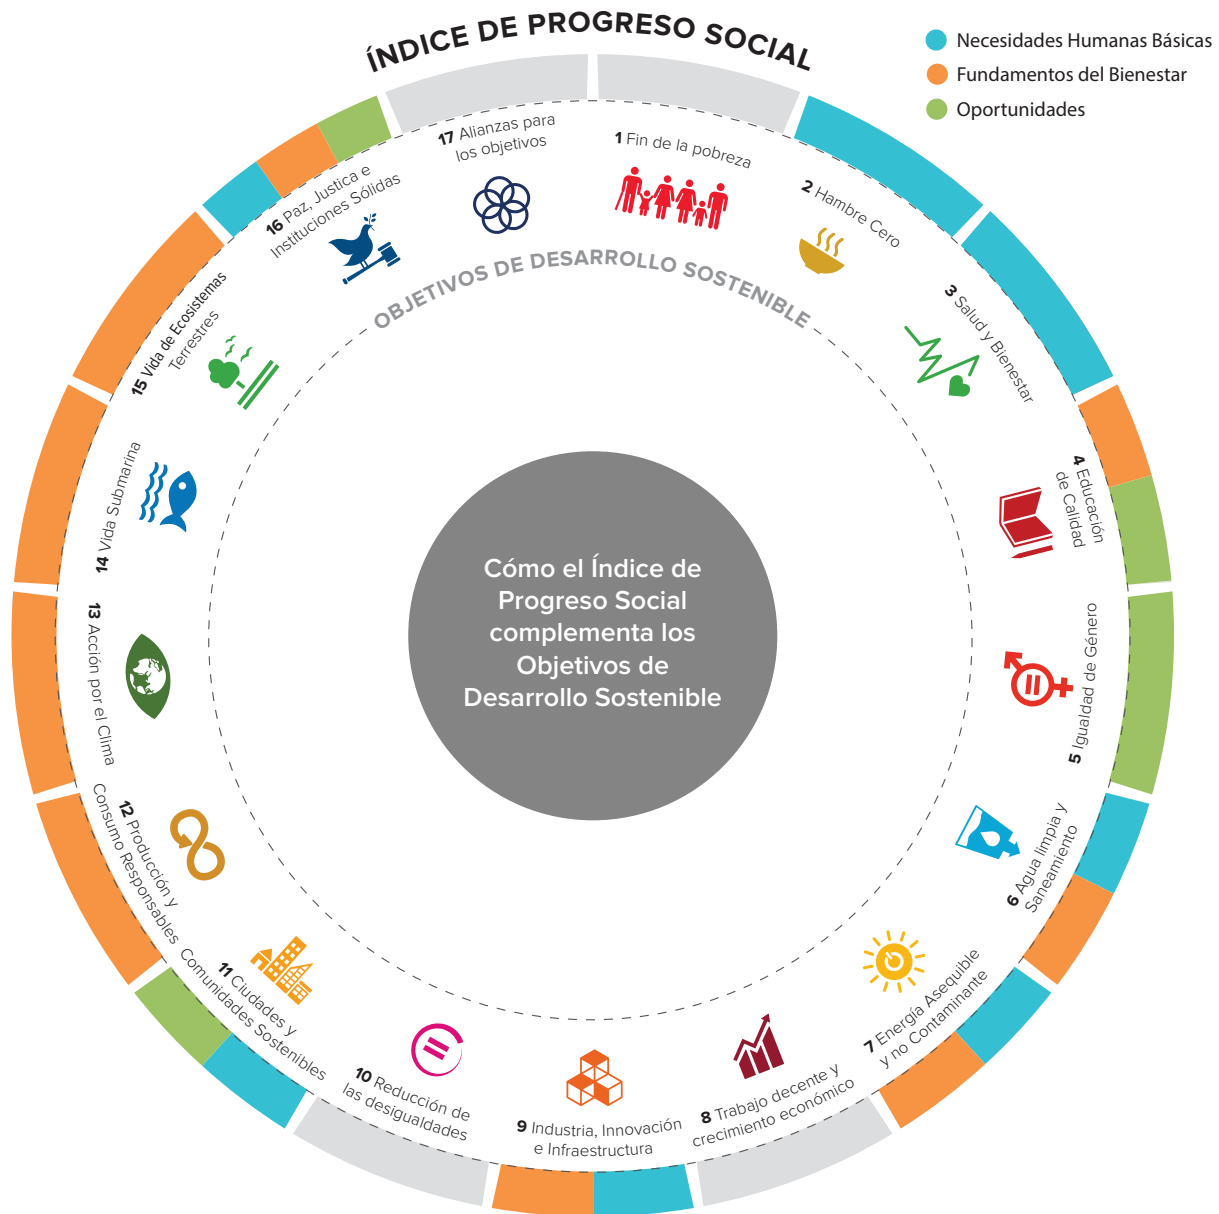 ÍNDICE DE PROGRESO SOCIAL
Necesidades Humanas Básicas
Fundamentos del Bienestar
Oportunidades
OBJETIVOS DE DESARROLLO SOSTENIBLE
1 Fin de la pobreza
2 Hambre Cero
3 Salud y Bienestar
4 Educación
de Calidad
5 Igualdad de Género
6 Agua limpia y
Saneamiento
7 Energía Asequible
y no Contaminante
8 Trabajo decente y
crecimiento económico
9 Industria, Innovación
e Infraestructura
10 Reducción de
las desigualdades
11 Ciudades y
Comunidades Sostenibles
12 Producción y
Consumo Responsables
13 Acción por el Clima
14 Vida Submarina
15 Vida de Ecosistemas
Terrestres
16 Paz, Justica e
Instituciones Sólidas
17 Alianzas para
los objetivos
Cómo el Índice de
Progreso Social
complementa los
Objetivos de
Desarrollo Sostenible